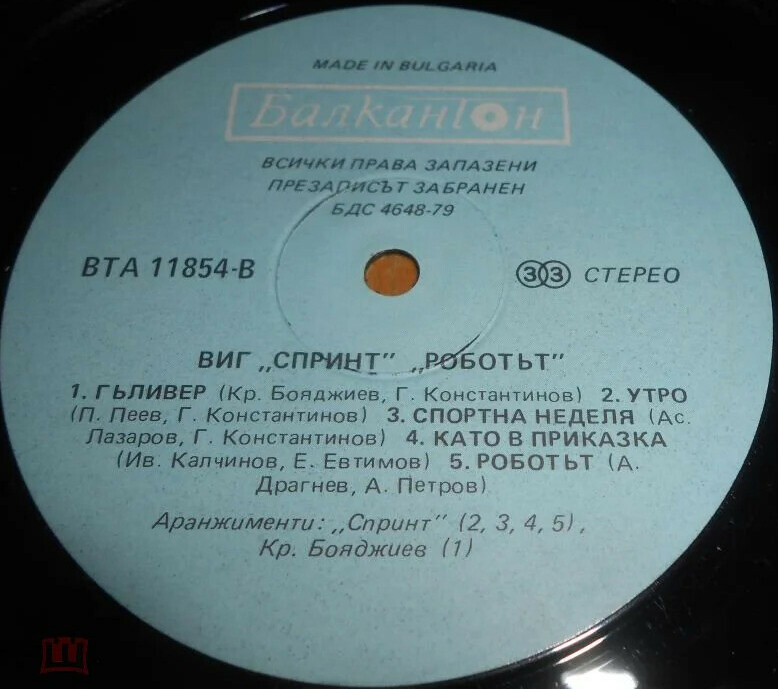 MADE IN BULGARIA
Балкантон
ВСИЧКИ ПРАВА ЗАПАЗЕНИ
ПРЕЗАПИСЪТ ЗАБРАНЕН
БДС 4648-79
ВТА 11854-В
33 СТЕРЕО
ВИГ „СПРИНТ" „РОБОТЪТ"
1. ГЪЛИВЕР (Кр. Бояджиев, Г. Константинов) 2. УТРО
(П. Пеев, Г. Константинов) 3. СПОРТНА НЕДЕЛЯ (Ас.
Лазаров, Г. Константинов) 4. КАТО В ПРИКАЗКА
(Ив. Калчинов, Е. Евтимов) 5. РОБОТЪТ (А.
Драгнев, А. Петров)
Аранжименти: „Спринт" (2, 3, 4, 5),
Кр. Бояджиев (1)